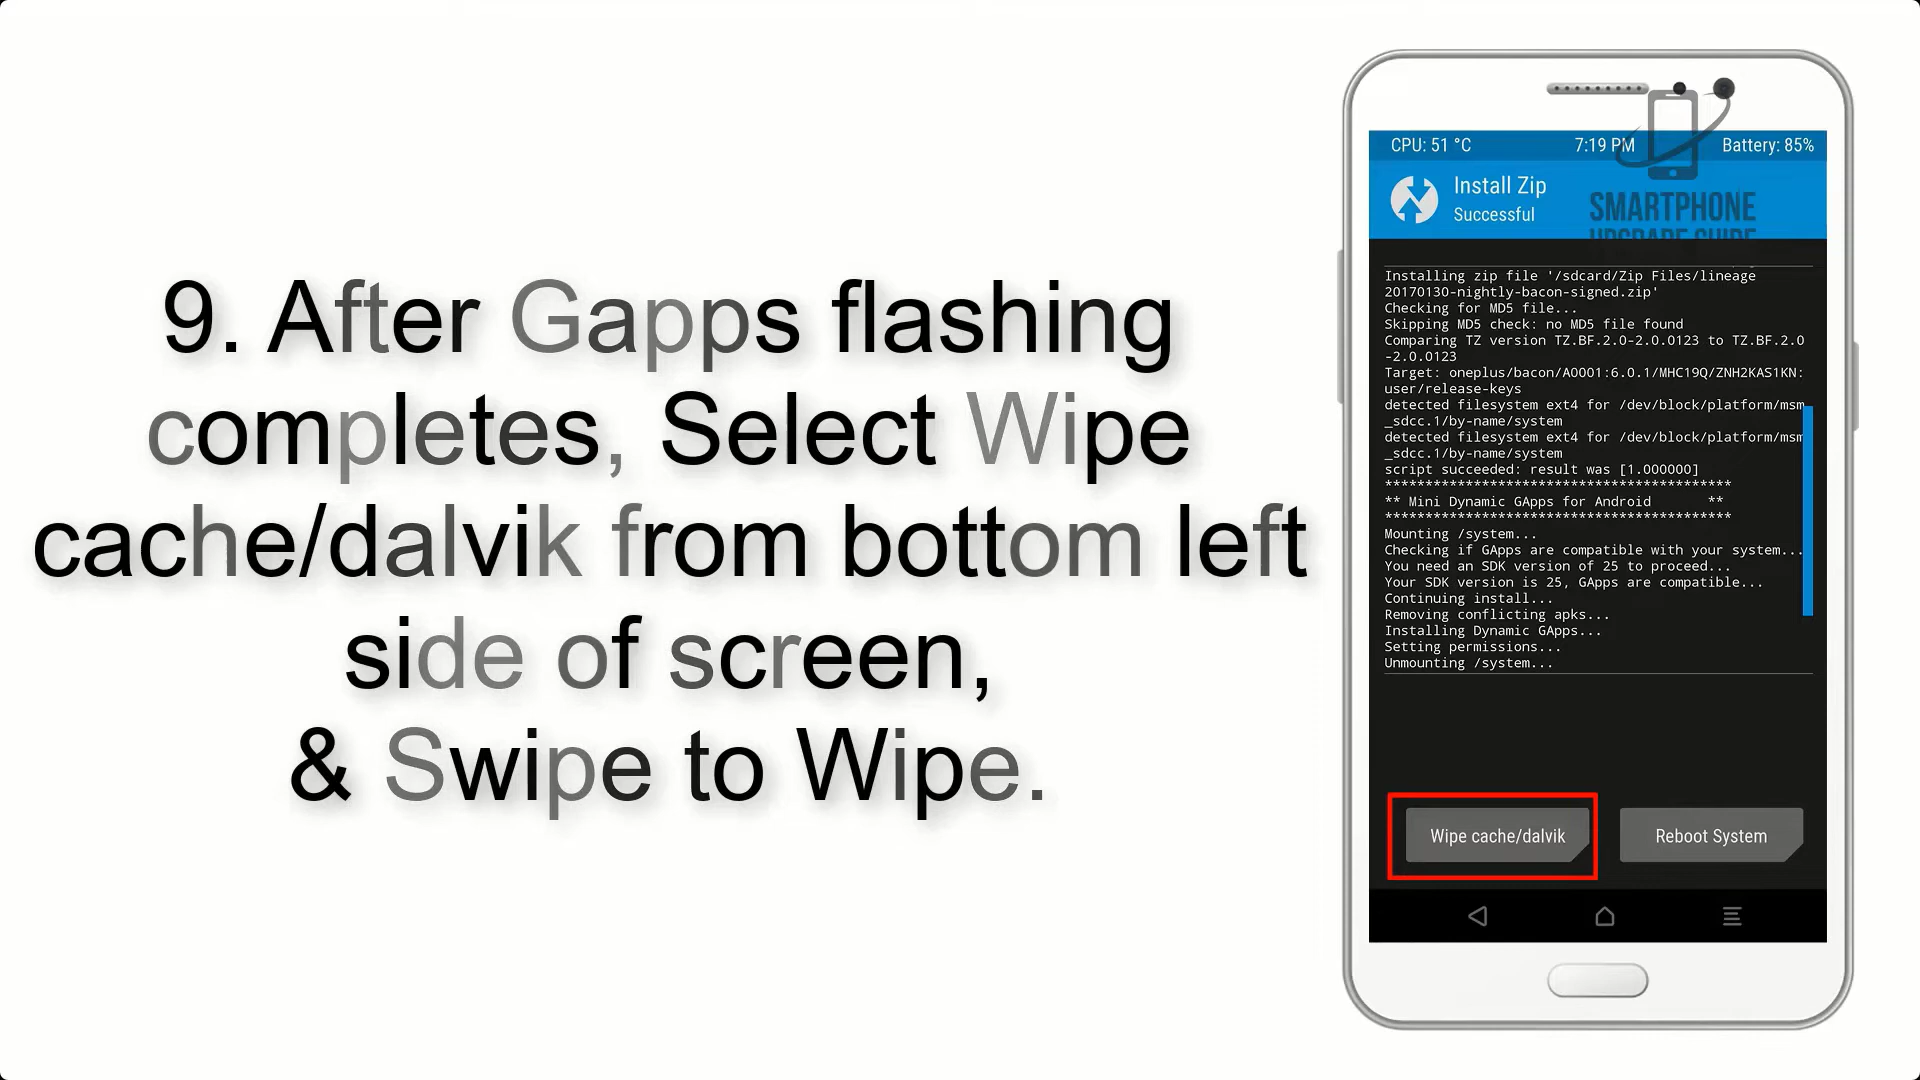 9. After Gapps flashing
completes, Select Wipe
cache/dalvik from bottom left
side of screen,
& Swipe to Wipe.
CPU: 51 °C 7:19 PM Battery: 85%
Install Zip
Successful
SMARTPHONE
UPGRADE GUIDE
Installing zip file '/sdcard/Zip Files/lineage
20170130-nightly-bacon-signed.zip'
Checking for MD5 file...
Skipping MD5 check: no MD5 file found
Comparing TZ version TZ.BF.2.0-2.0.0123 to TZ.BF.2.0
-2.0.0123
Target: oneplus/bacon/A0001:6.0.1/MHC19Q/ZNH2KAS1KN:
user/release-keys
detected filesystem ext4 for /dev/block/platform/msm
_sdcc.1/by-name/system
detected filesystem ext4 for /dev/block/platform/msm
_sdcc.1/by-name/system
script succeeded: result was [1.000000]
*******************************************
** Mini Dynamic GApps for Android **
*******************************************
Mounting /system...
Checking if GApps are compatible with your system...
You need an SDK version of 25 to proceed...
Your SDK version is 25, GApps are compatible...
Continuing install...
Removing conflicting apks...
Installing Dynamic GApps...
Setting permissions...
Unmounting /system...
Wipe cache/dalvik Reboot System